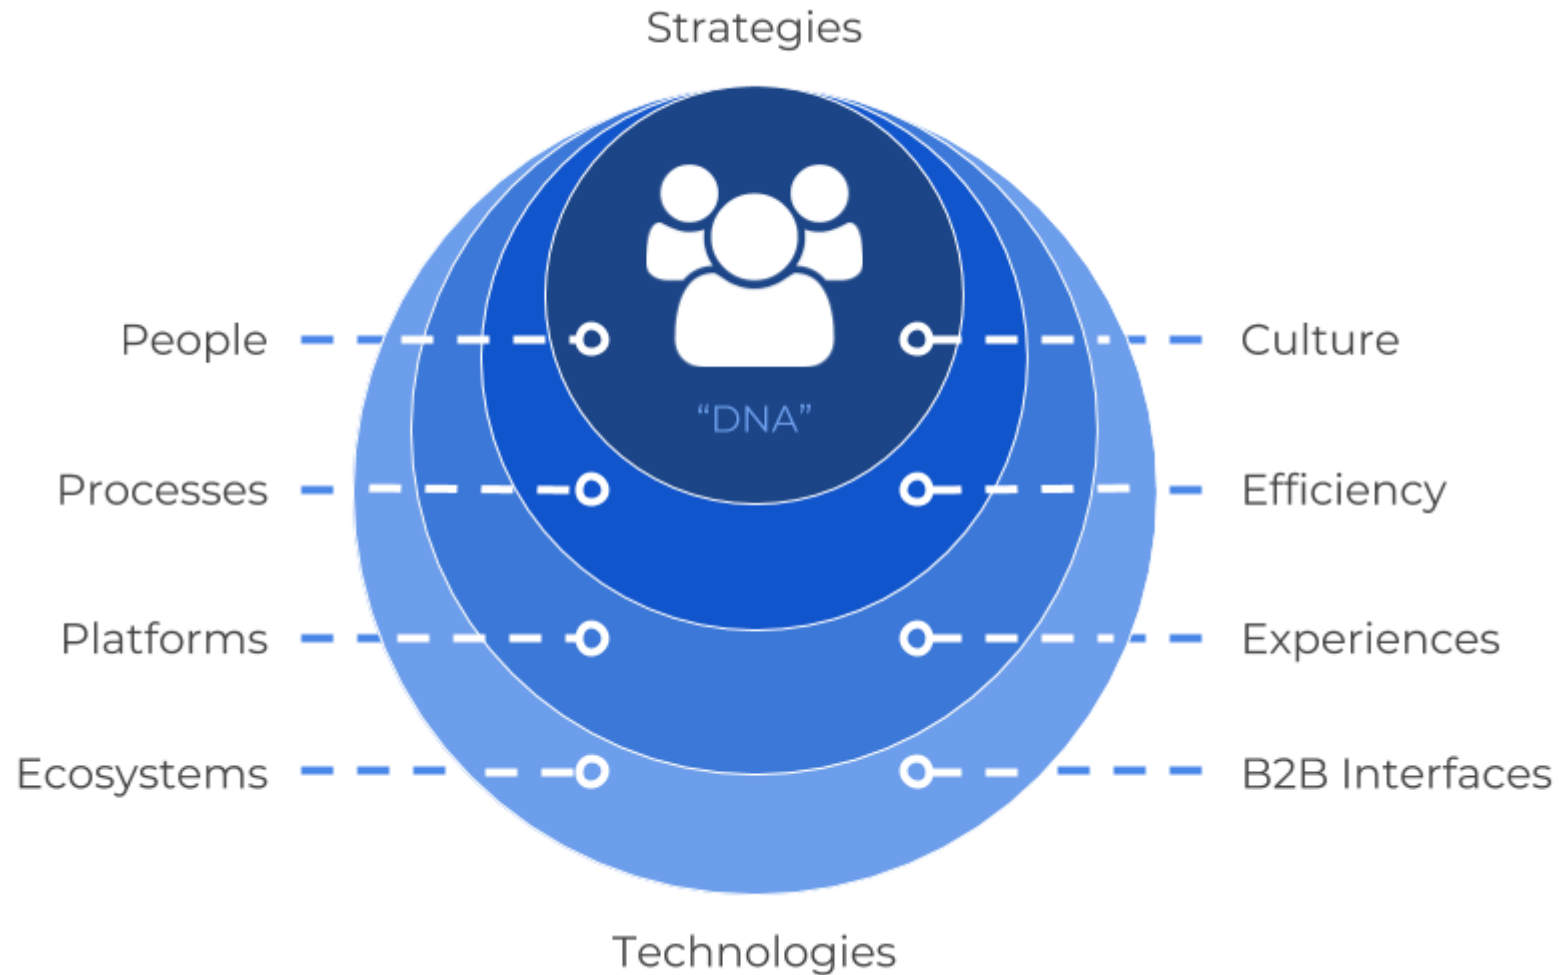 Strategies
People
Culture
“DNA”
Processes
Efficiency
Platforms
Experiences
Ecosystems
B2B Interfaces
Technologies